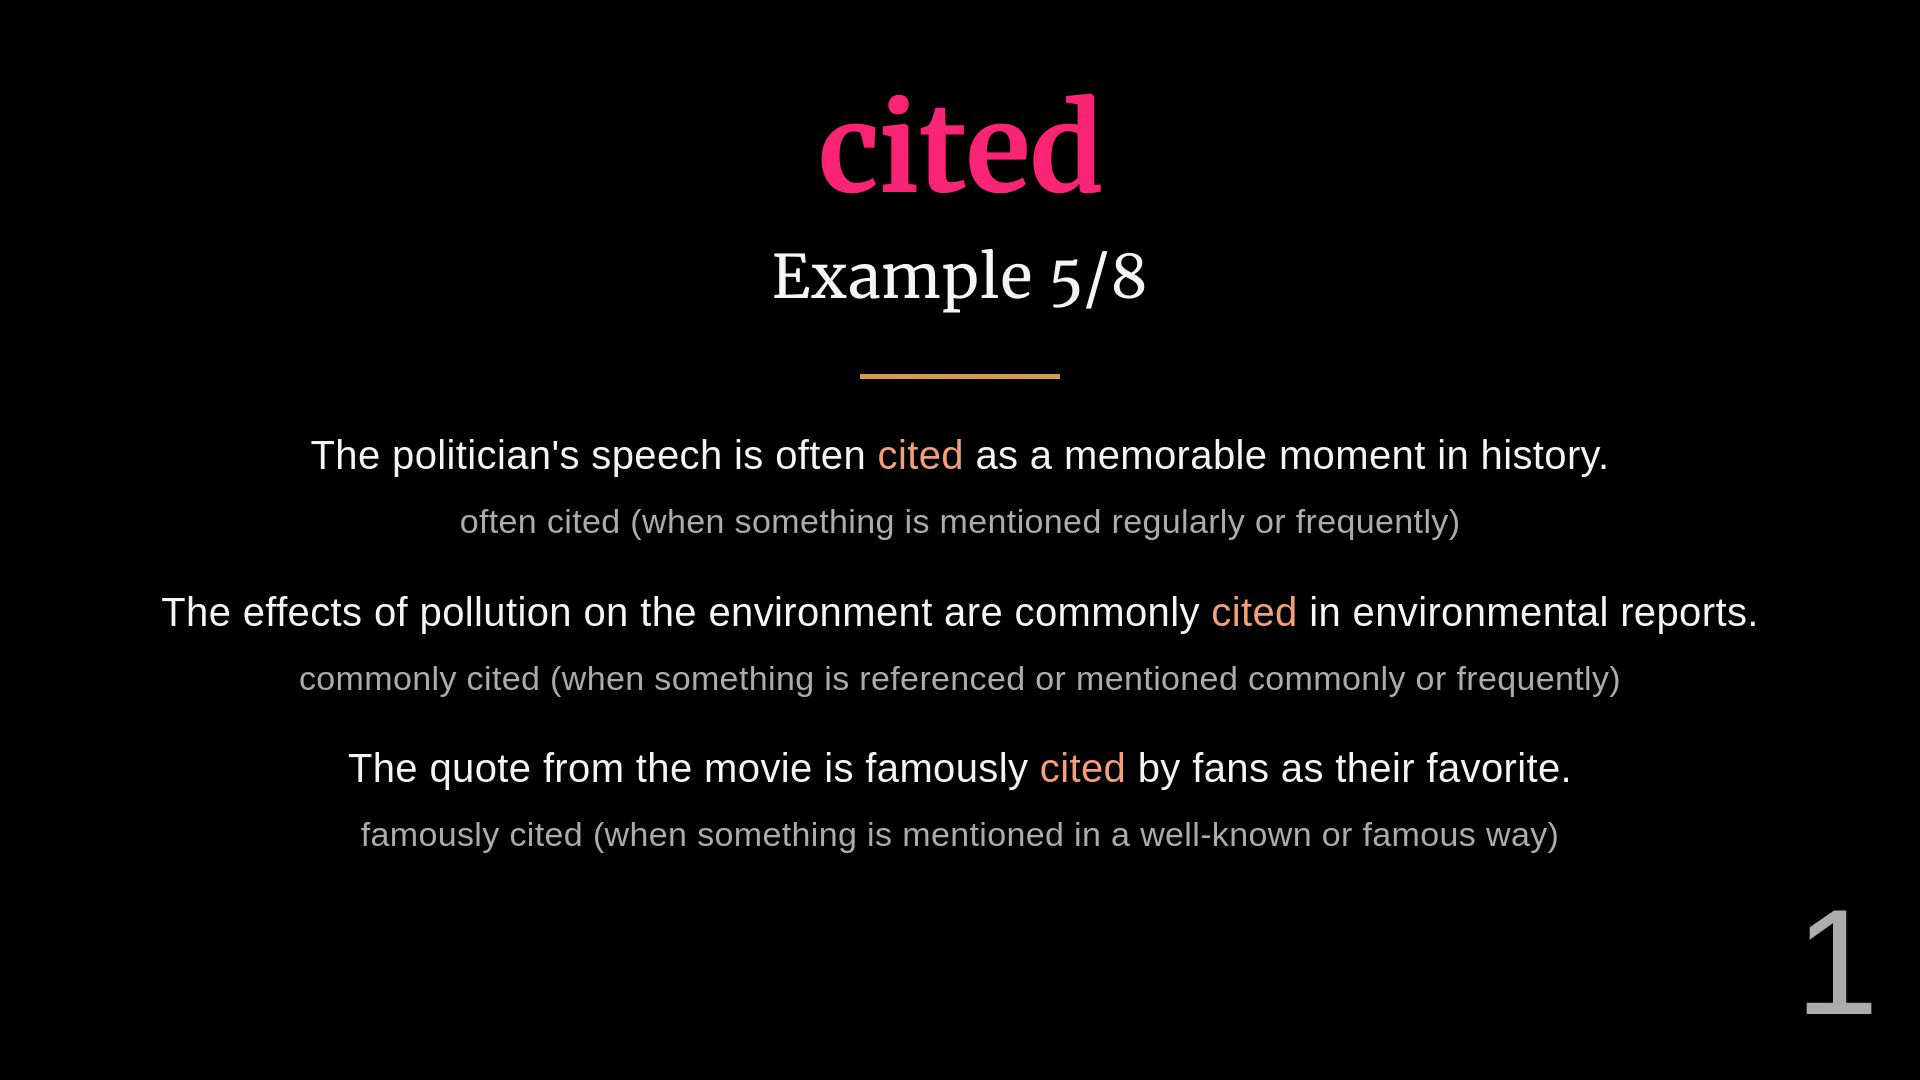 cited
Example 5/8
The politician's speech is often cited as a memorable moment in history.
often cited (when something is mentioned regularly or frequently)
The effects of pollution on the environment are commonly cited in environmental reports.
commonly cited (when something is referenced or mentioned commonly or frequently)
The quote from the movie is famously cited by fans as their favorite.
famously cited (when something is mentioned in a well-known or famous way)
1